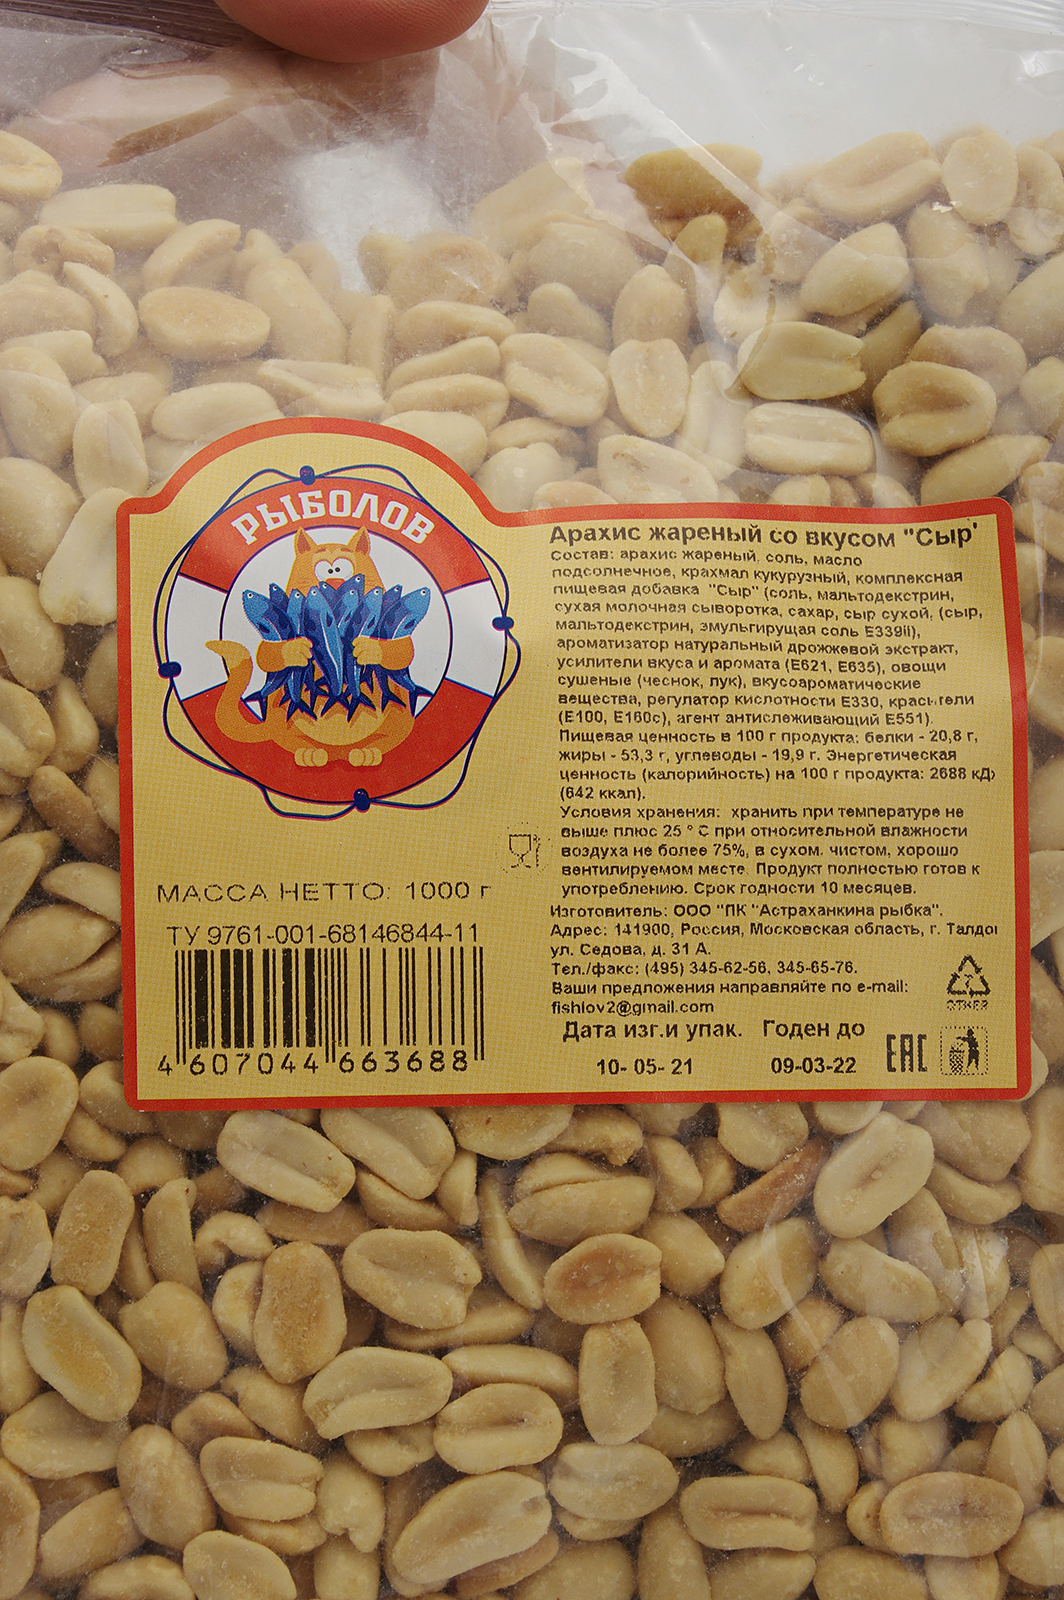 РЫБОЛОВ
Арахис жареный со вкусом "Сыр"
Состав: арахис жареный, соль, масло
подсолнечное, крахмал кукурузный, комплексная
пищевая добавка "Сыр" (соль, мальтодекстрин,
сухая молочная сыворотка, сахар, сыр сухой, (сыр,
мальтодекстрин, эмульгирущая соль Е339ii),
ароматизатор натуральный дрожжевой экстракт,
усилители вкуса и аромата (Е621, Е635), овощи
сушеные (чеснок, лук), вкусоароматические
вещества, регулятор кислотности Е330, красители
(Е100, Е160с), агент антислеживающий Е551).
Пищевая ценность в 100 г продукта: белки - 20,8 г,
жиры - 53,3 г, углеводы - 19,9 г. Энергетическая
ценность (калорийность) на 100 г продукта: 2688 кДж
(642 ккал).
Условия хранения: хранить при температуре не
выше плюс 25 ° С при относительной влажности
воздуха не более 75%, в сухом, чистом, хорошо
вентилируемом месте. Продукт полностью готов к
употреблению. Срок годности 10 месяцев.
Изготовитель: ООО "ПК "Астраханкина рыбка".
Адрес: 141900, Россия, Московская область, г. Талдом
ул. Седова, д. 31 А.
Тел./факс: (495) 345-62-56, 345-65-76.
Ваши предложения направляйте по e-mail:
fishlov2@gmail.com
Дата изг.и упак. Годен до
10- 05- 21 09-03-22
EAC
7
МАССА НЕТТО: 1000 г
ТУ 9761-001-68146844-11
4 607044 663688